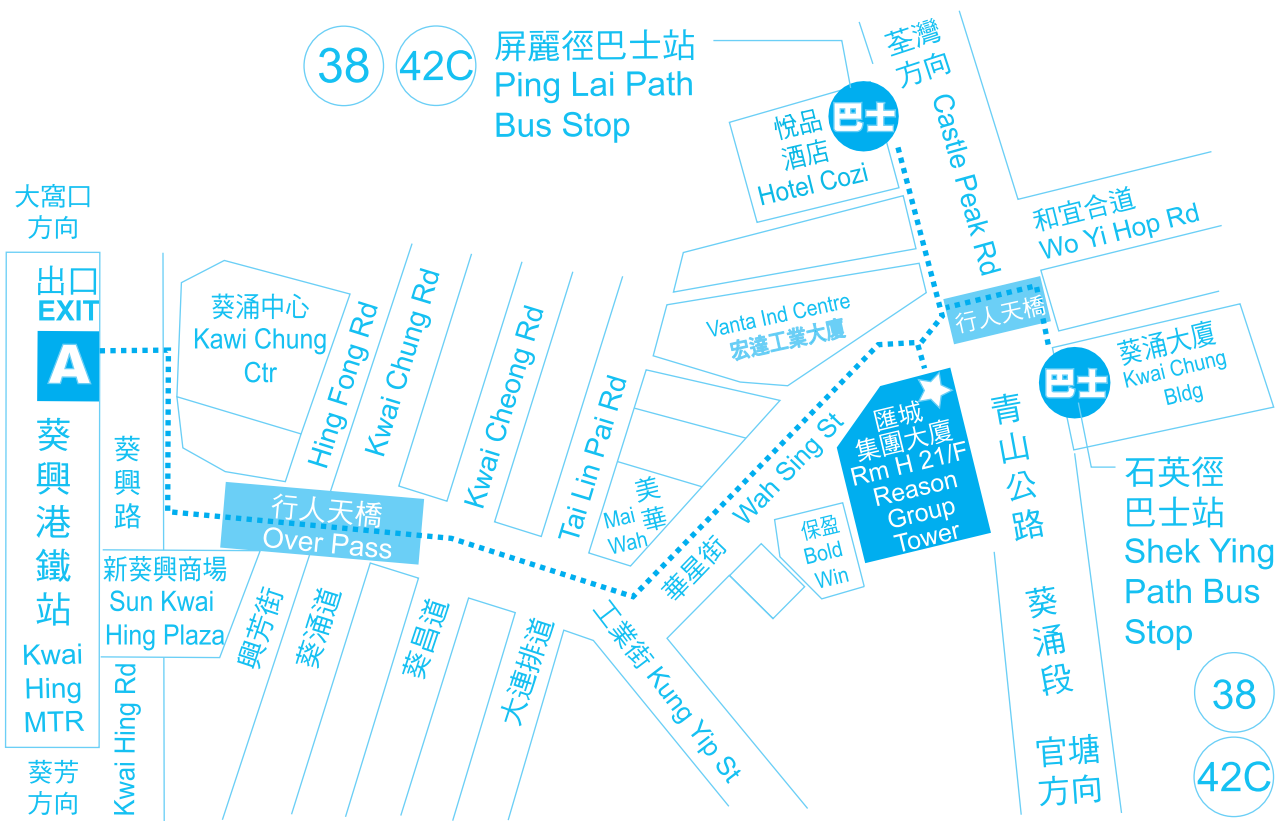 38
42C
屏麗徑巴士站
Ping Lai Path
Bus Stop
荃灣
方向
Castle Peak Rd
巴士
悅品
酒店
Hotel Cozi
和宜合道
Wo Yi Hop Rd
大窩口
方向
出口
EXIT
A
葵興港鐵站
Kwai
Hing
MTR
葵芳
方向
葵興路
Kwai Hing Rd
葵涌中心
Kawi Chung
Ctr
Hing Fong Rd
Kwai Chung Rd
Kwai Cheong Rd
Tai Lin Pai Rd
Vanta Ind Centre
宏達工業大廈
行人天橋
葵涌大廈
Kwai Chung
Bldg
巴士
匯城
集團大廈
Rm H 21/F
Reason
Group
Tower
青山公路
葵涌段
官塘
方向
石英徑
巴士站
Shek Ying
Path Bus
Stop
38
42C
行人天橋
Over Pass
新葵興商場
Sun Kwai
Hing Plaza
興芳街
葵涌道
葵昌道
大連排道
工業街 Kung Yip St
華星街
Wah Sing St
美華
Mai
Wah
保盈
Bold
Win